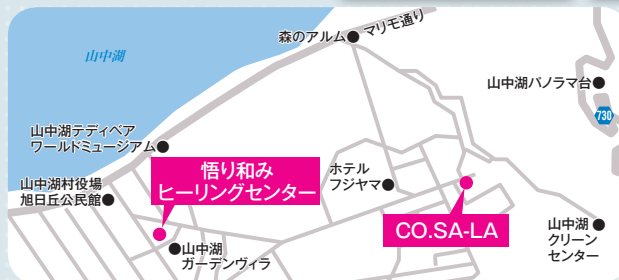 森のアルム
マリモ通り
山中湖
山中湖パノラマ台
730
山中湖テディベア
ワールドミュージアム
悟り和み
ヒーリングセンター
ホテル
フジヤマ
山中湖村役場
旭日丘公民館
CO.SA-LA
山中湖
クリーン
センター
山中湖
ガーデンヴィラ